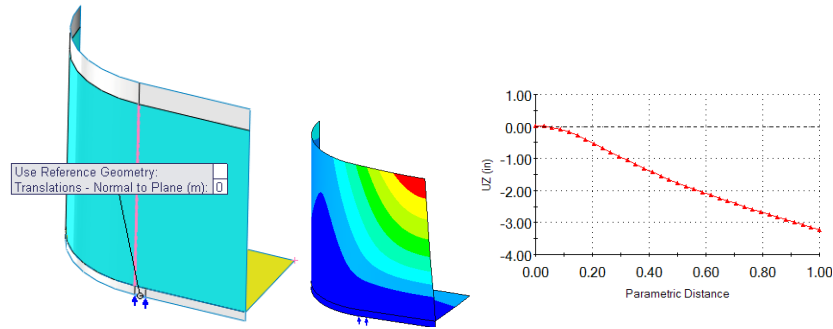 Use Reference Geometry:
Translations - Normal to Plane (m): 0
1.00
0.00
-1.00
-2.00
-3.00
-4.00
UZ (in)
0.00 0.20 0.40 0.60 0.80 1.00
Parametric Distance